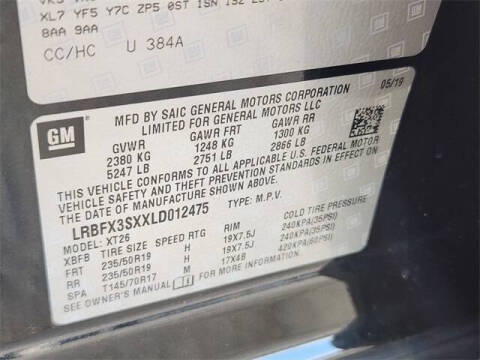 XL7 YF5 Y7C ZP5 0ST ISN
8AA 9AA
CC/HC U 384A
GM
MFD BY SAIC GENERAL MOTORS CORPORATION
LIMITED FOR GENERAL MOTORS LLC
05/19
GVWR GAWR FRT GAWR RR
2380 KG 1248 KG 1300 KG
5247 LB 2751 LB 2866 LB
THIS VEHICLE CONFORMS TO ALL APPLICABLE U.S. FEDERAL MOTOR
VEHICLE SAFETY AND THEFT PREVENTION STANDARDS IN EFFECT ON
THE DATE OF MANUFACTURE SHOWN ABOVE.
LRBFX3SXXLD012475 TYPE: M.P.V.
MODEL: XT26
XBFB TIRE SIZE SPEED RTG RIM COLD TIRE PRESSURE
FRT 235/50R19 H 19X7.5J 240KPA(35PSI)
RR 235/50R19 H 19X7.5J 240KPA(35PSI)
SPA T145/70R17 M 17X4B 420KPA(60PSI)
SEE OWNER'S MANUAL FOR ADDITIONAL INFORMATION.